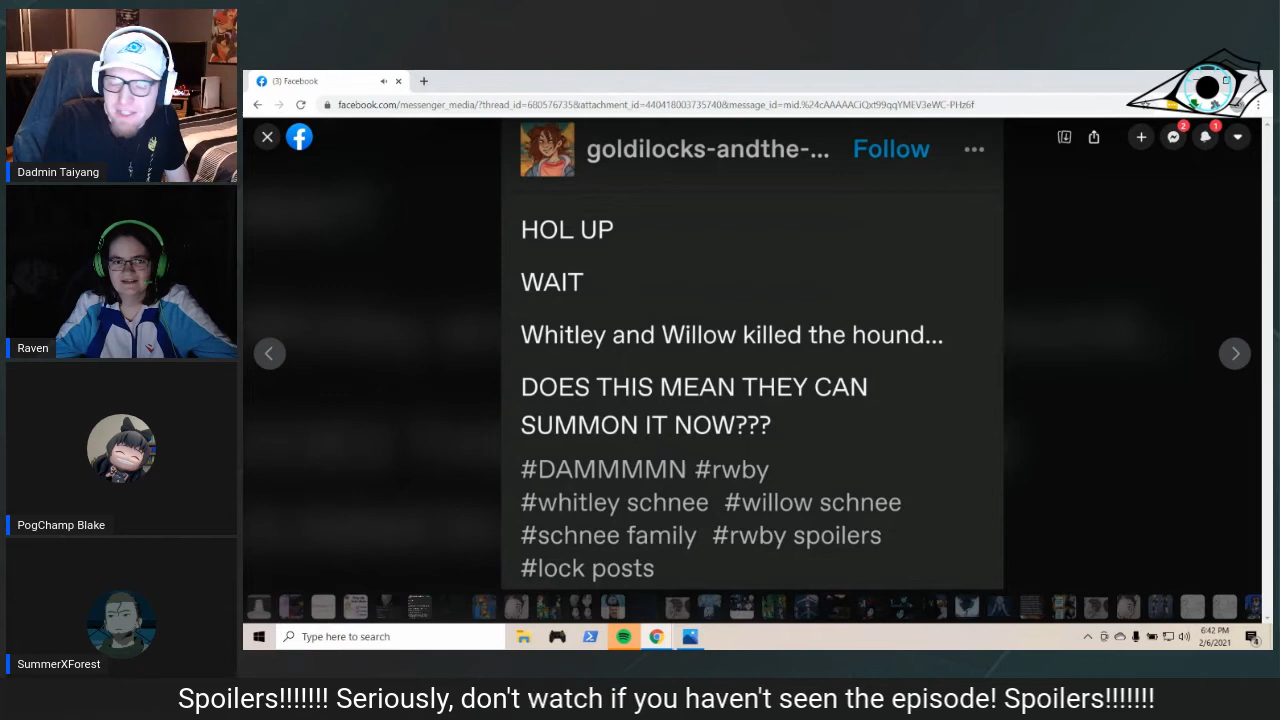 Dadmin Taiyang
Raven
PogChamp Blake
SummerXForest
(3) Facebook
facebook.com/messenger_media/?thread_id=680576735&attachment_id=440418003735740&message_id=mid.%24cAAAAACiQxt99qqYMEV3eWC-PHz6f
2
1
goldilocks-andthe-...
Follow
HOL UP
WAIT
Whitley and Willow killed the hound...
DOES THIS MEAN THEY CAN
SUMMON IT NOW???
#DAMMMMN #rwby
#whitley schnee #willow schnee
#schnee family #rwby spoilers
#lock posts
Type here to search
6:42 PM
2/6/2021
4
Spoilers!!!!!!! Seriously, don't watch if you haven't seen the episode! Spoilers!!!!!!!